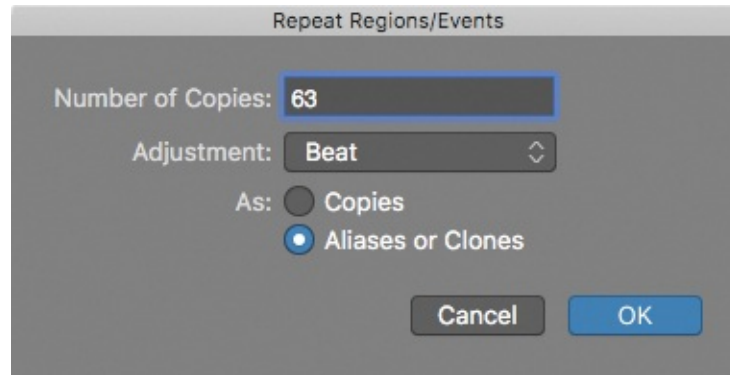 Repeat Regions/Events
Number of Copies: 63
Adjustment: Beat
As: Copies
Aliases or Clones
Cancel OK